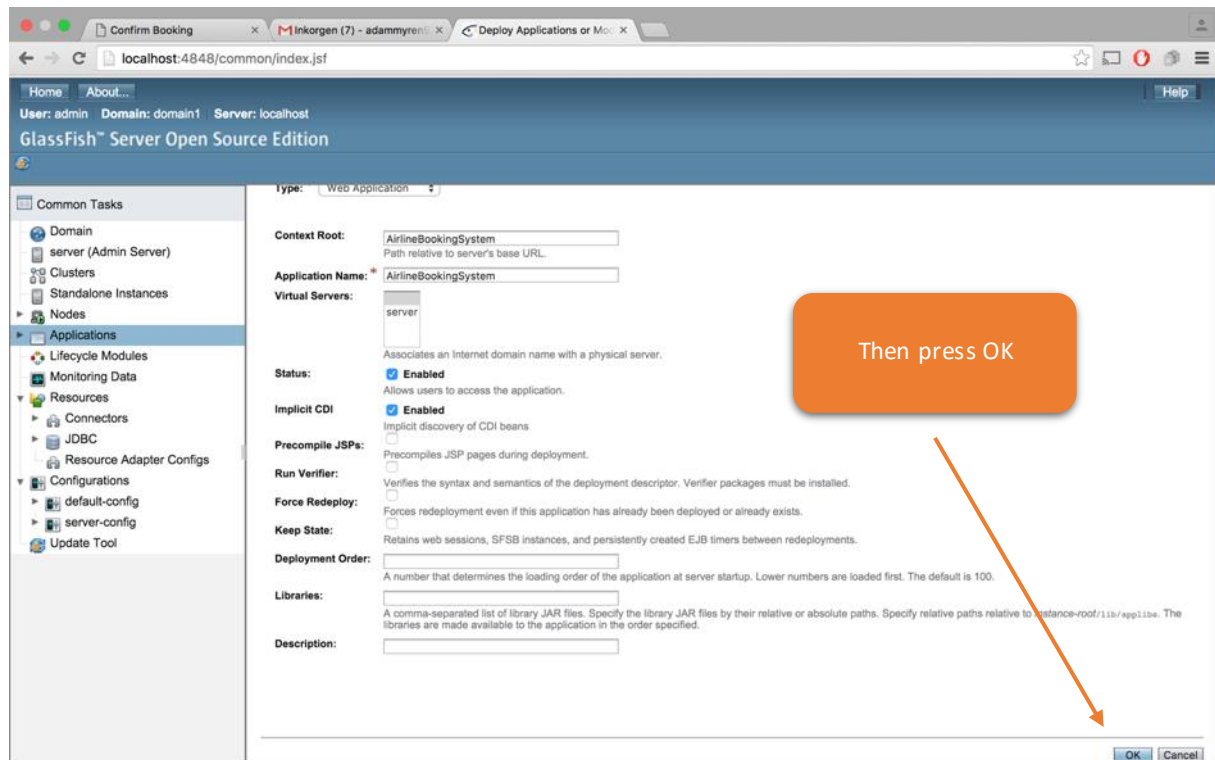 Confirm Booking
Inkorgen (7) - adammyren
Deploy Applications or Mod
localhost:4848/common/index.jsf
Home About...
Help
User: admin Domain: domain1 Server: localhost
GlassFish™ Server Open Source Edition
Common Tasks
Domain
server (Admin Server)
Clusters
Standalone Instances
Nodes
Applications
Lifecycle Modules
Monitoring Data
Resources
Connectors
JDBC
Resource Adapter Configs
Configurations
default-config
server-config
Update Tool
Type: Web Application
Context Root: AirlineBookingSystem
Path relative to server's base URL.
Application Name: * AirlineBookingSystem
Virtual Servers:
server
Associates an Internet domain name with a physical server.
Status: Enabled
Allows users to access the application.
Implicit CDI Enabled
Implicit discovery of CDI beans
Precompile JSPs:
Precompiles JSP pages during deployment.
Run Verifier:
Verifies the syntax and semantics of the deployment descriptor. Verifier packages must be installed.
Force Redeploy:
Forces redeployment even if this application has already been deployed or already exists.
Keep State:
Retains web sessions, SFSB instances, and persistently created EJB timers between redeployments.
Deployment Order:
A number that determines the loading order of the application at server startup. Lower numbers are loaded first. The default is 100.
Libraries:
A comma-separated list of library JAR files. Specify the library JAR files by their relative or absolute paths. Specify relative paths relative to instance-root/lib/applibs. The
libraries are made available to the application in the order specified.
Description:
Then press OK
OK Cancel